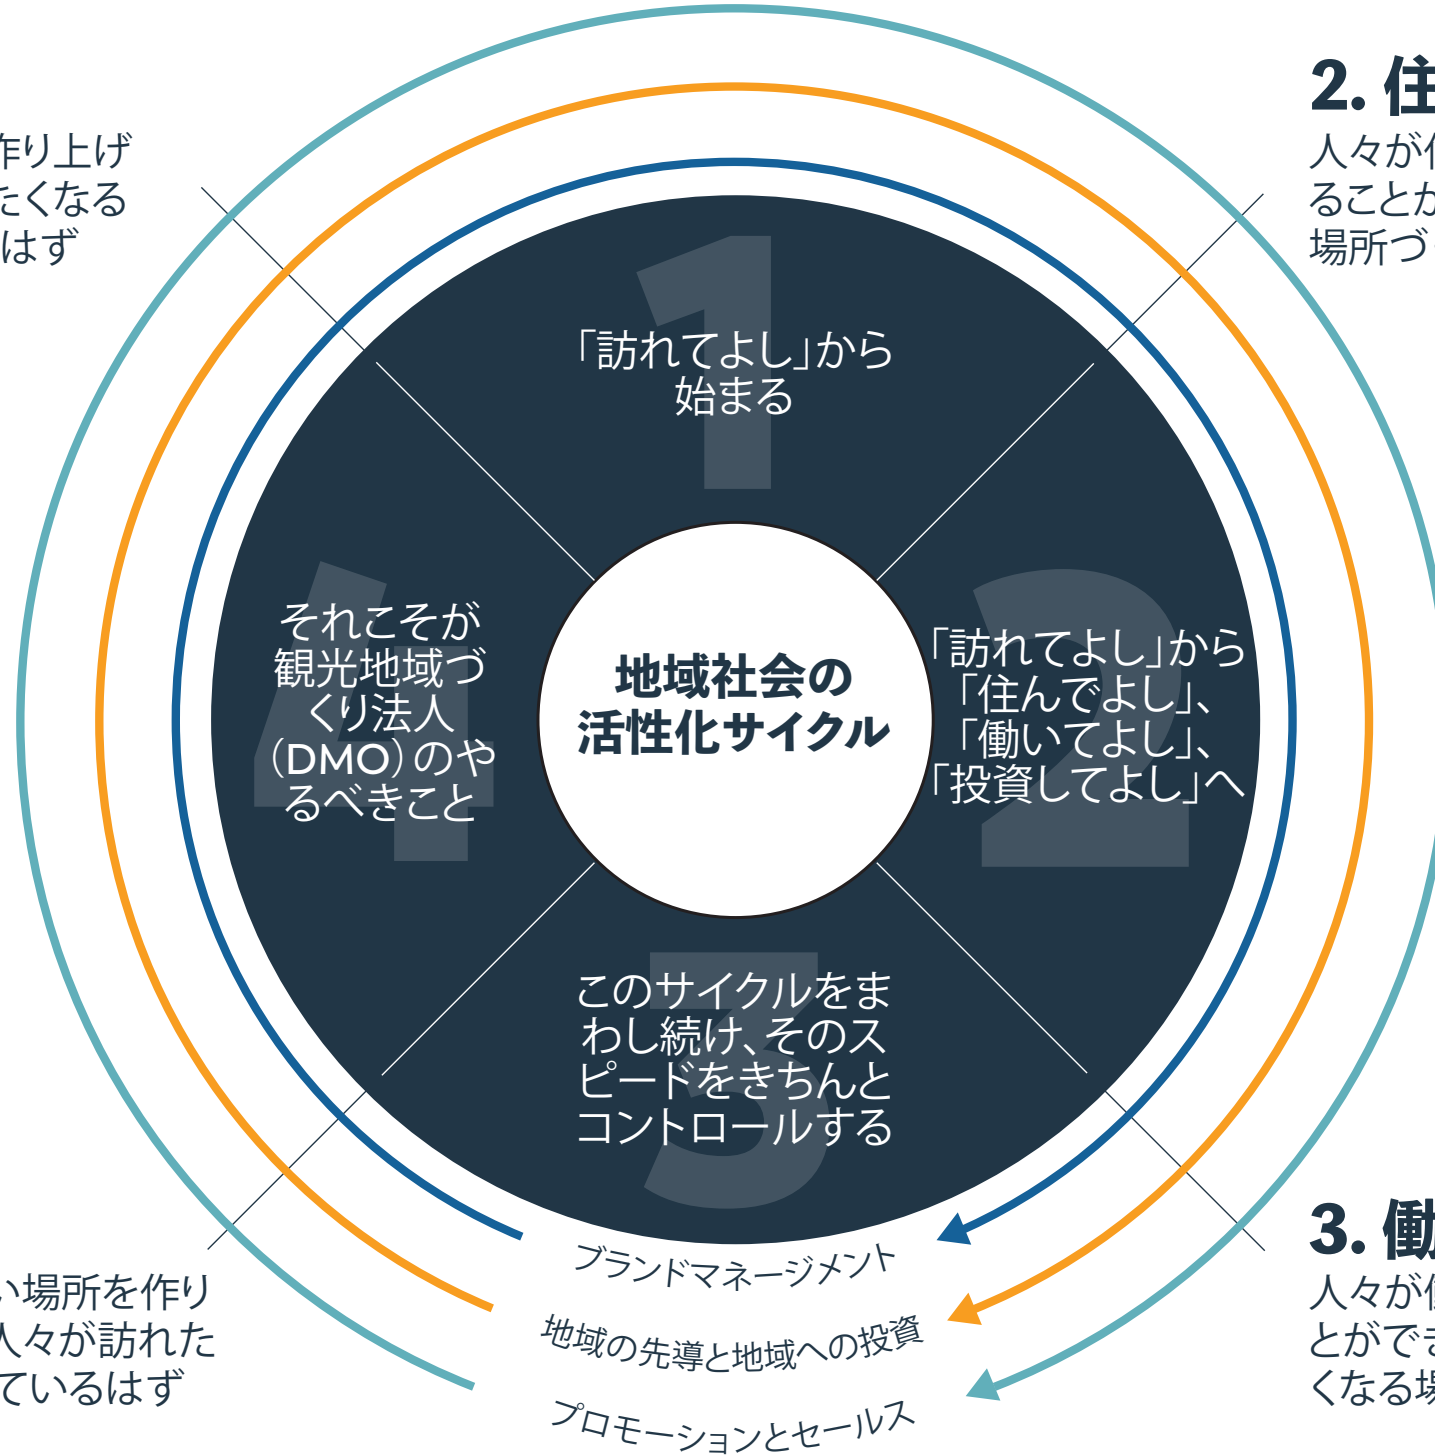 作り上げ
たくなる
はず
2. 住
人々が
ることが
場所づ
「訪れてよし」から
始まる
それこそが
観光地域づ
くり法人
（DMO）のや
るべきこと
地域社会の
活性化サイクル
「訪れてよし」から
「住んでよし」、
「働いてよし」、
「投資してよし」へ
このサイクルをま
わし続け、そのス
ピードをきちんと
コントロールする
い場所を作り
人々が訪れた
ているはず
3. 働
人々が働
とができ
くなる場
ブランドマネージメント
地域の先導と地域への投資
プロモーションとセールス
1
2
3
4